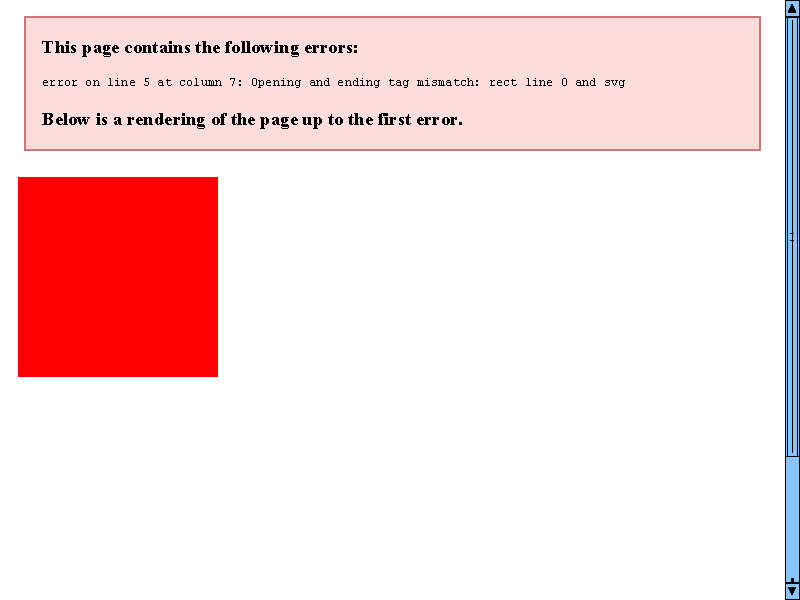 This page contains the following errors:
error on line 5 at column 7: Opening and ending tag mismatch: rect line 0 and svg
Below is a rendering of the page up to the first error.